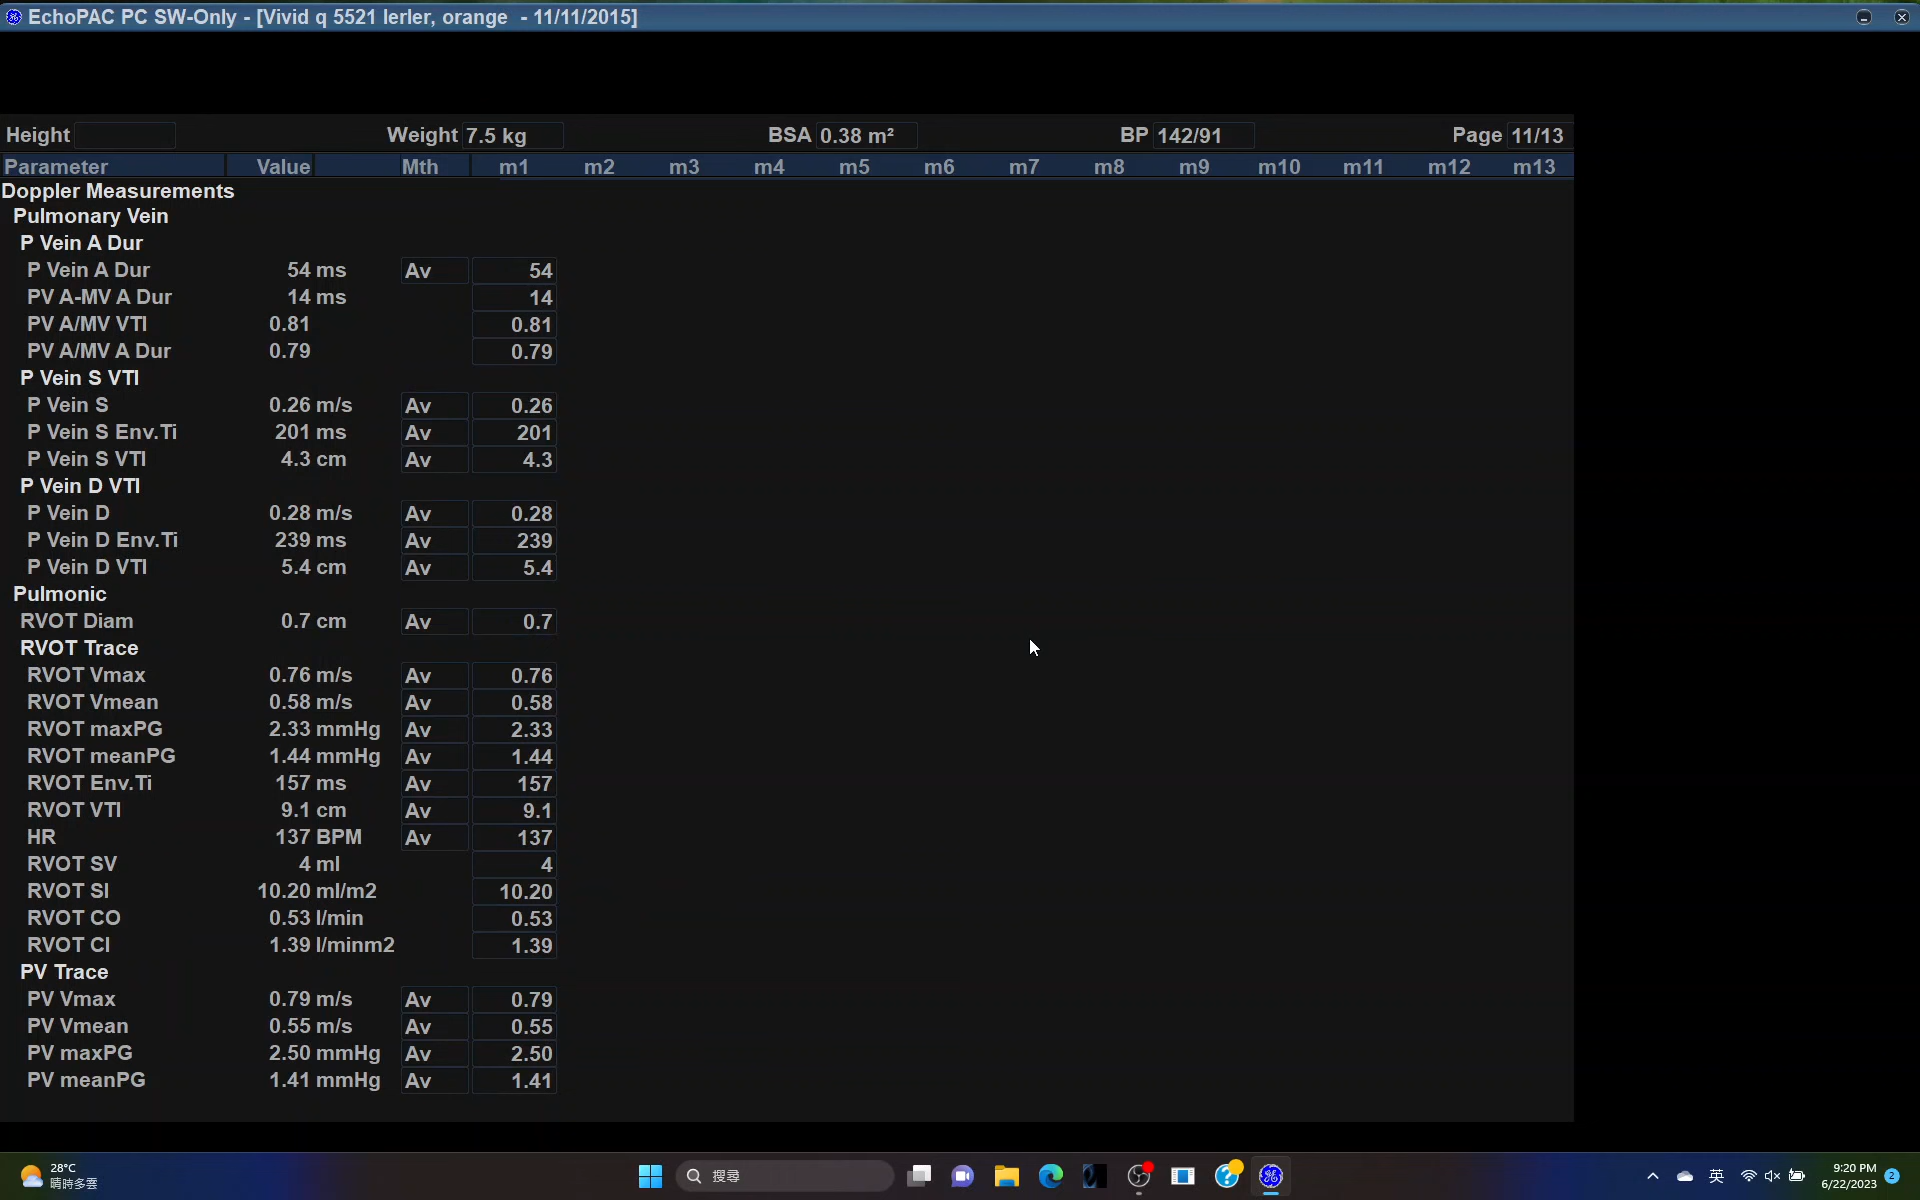 EchoPAC PC SW-Only - [Vivid q 5521 lerler, orange - 11/11/2015]
Height Weight 7.5 kg BSA 0.38 m² BP 142/91 Page 11/13
Parameter Value Mth m1 m2 m3 m4 m5 m6 m7 m8 m9 m10 m11 m12 m13
Doppler Measurements
Pulmonary Vein
P Vein A Dur
P Vein A Dur 54 ms Av 54
PV A-MV A Dur 14 ms 14
PV A/MV VTI 0.81 0.81
PV A/MV A Dur 0.79 0.79
P Vein S VTI
P Vein S 0.26 m/s Av 0.26
P Vein S Env.Ti 201 ms Av 201
P Vein S VTI 4.3 cm Av 4.3
P Vein D VTI
P Vein D 0.28 m/s Av 0.28
P Vein D Env.Ti 239 ms Av 239
P Vein D VTI 5.4 cm Av 5.4
Pulmonic
RVOT Diam 0.7 cm Av 0.7
RVOT Trace
RVOT Vmax 0.76 m/s Av 0.76
RVOT Vmean 0.58 m/s Av 0.58
RVOT maxPG 2.33 mmHg Av 2.33
RVOT meanPG 1.44 mmHg Av 1.44
RVOT Env.Ti 157 ms Av 157
RVOT VTI 9.1 cm Av 9.1
HR 137 BPM Av 137
RVOT SV 4 ml 4
RVOT SI 10.20 ml/m2 10.20
RVOT CO 0.53 l/min 0.53
RVOT CI 1.39 l/minm2 1.39
PV Trace
PV Vmax 0.79 m/s Av 0.79
PV Vmean 0.55 m/s Av 0.55
PV maxPG 2.50 mmHg Av 2.50
PV meanPG 1.41 mmHg Av 1.41
28°C
晴時多雲
搜尋
英
9:20 PM
6/22/2023
2